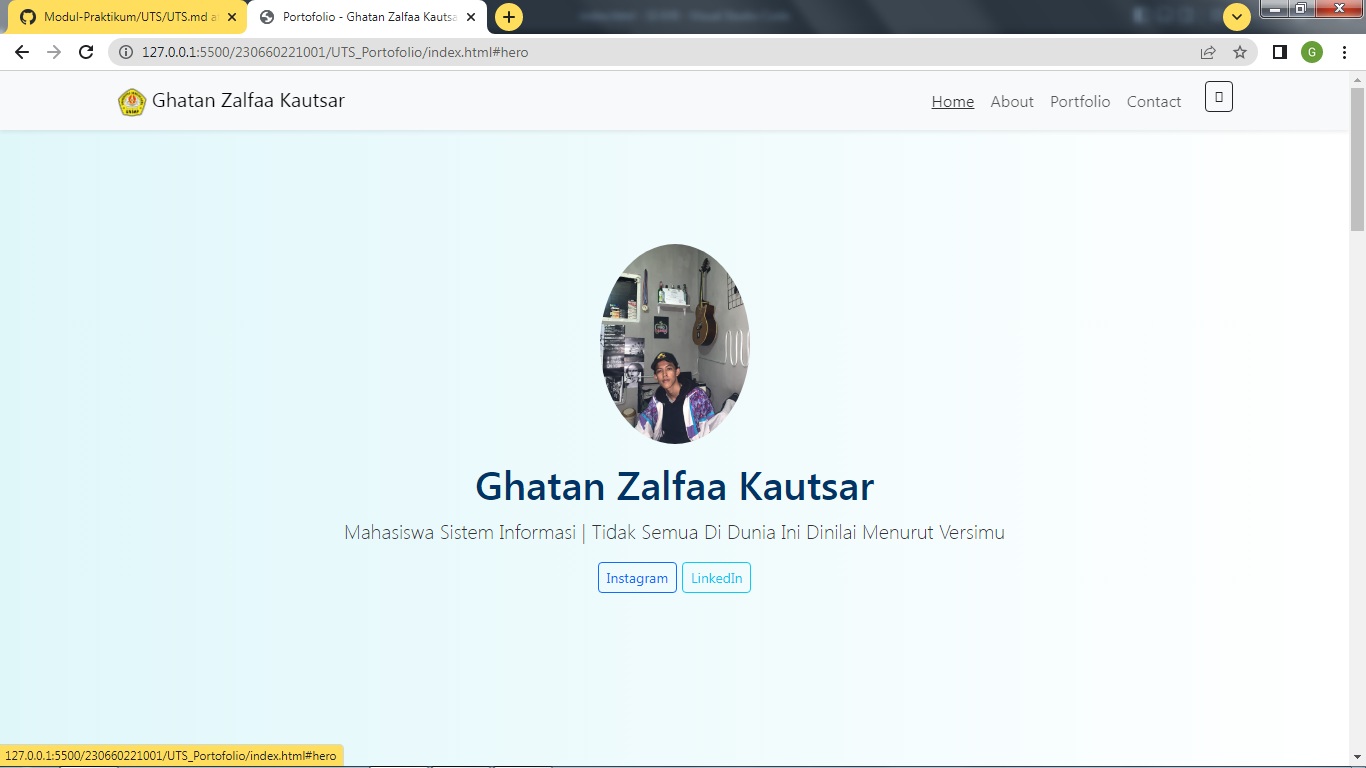 Modul-Praktikum/UTS/UTS.md a
Portofolio - Ghatan Zalfaa Kautsa
127.0.0.1:5500/230660221001/UTS_Portofolio/index.html#hero
G
Ghatan Zalfaa Kautsar
Home About Portfolio Contact
Ghatan Zalfaa Kautsar
Mahasiswa Sistem Informasi | Tidak Semua Di Dunia Ini Dinilai Menurut Versimu
Instagram LinkedIn
127.0.0.1:5500/230660221001/UTS_Portofolio/index.html#hero